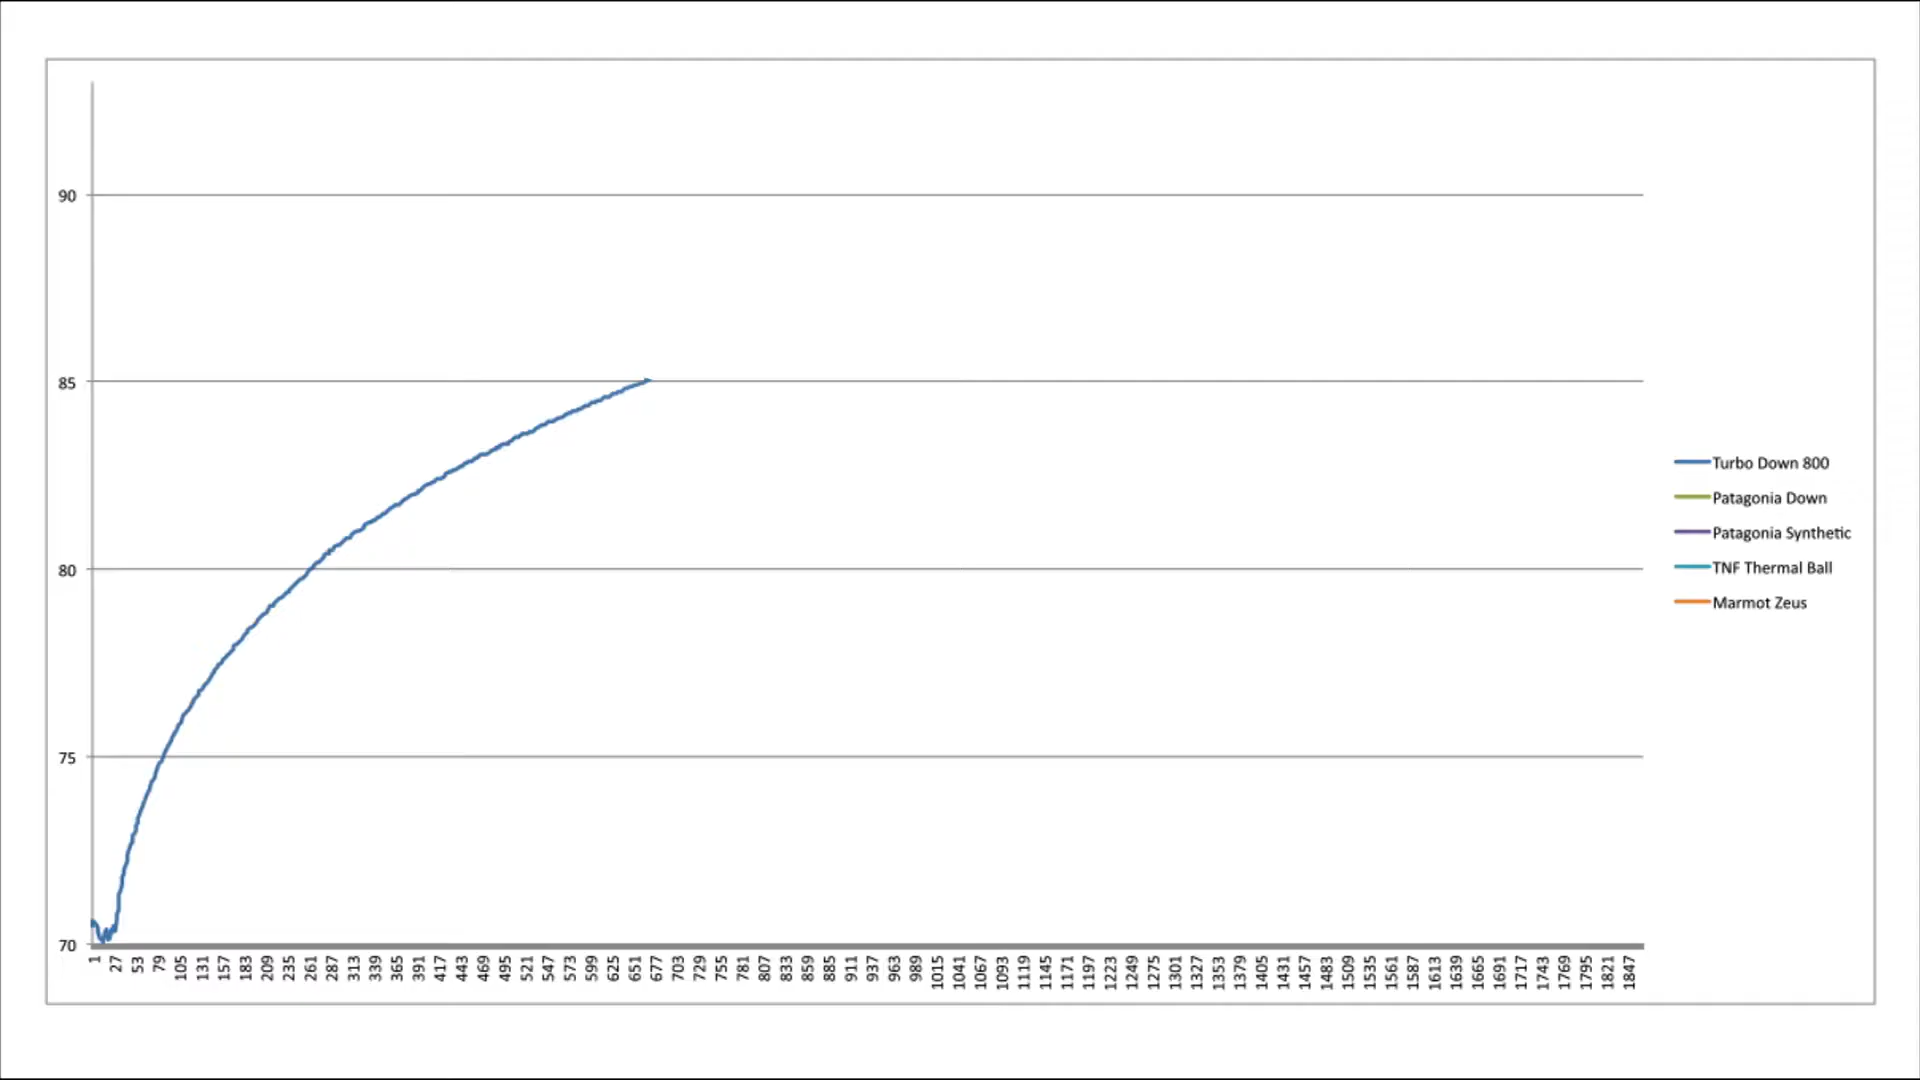 90
85
80
75
70
1 27 53 79 105 131 157 183 209 235 261 287 313 339 365 391 417 443 469 495 521 547 573 599 625 651 677 703 729 755 781 807 833 859 885 911 937 963 989 1015 1041 1067 1093 1119 1145 1171 1197 1223 1249 1275 1301 1327 1353 1379 1405 1431 1457 1483 1509 1535 1561 1587 1613 1639 1665 1691 1717 1743 1769 1795 1821 1847
Turbo Down 800
Patagonia Down
Patagonia Synthetic
TNF Thermal Ball
Marmot Zeus